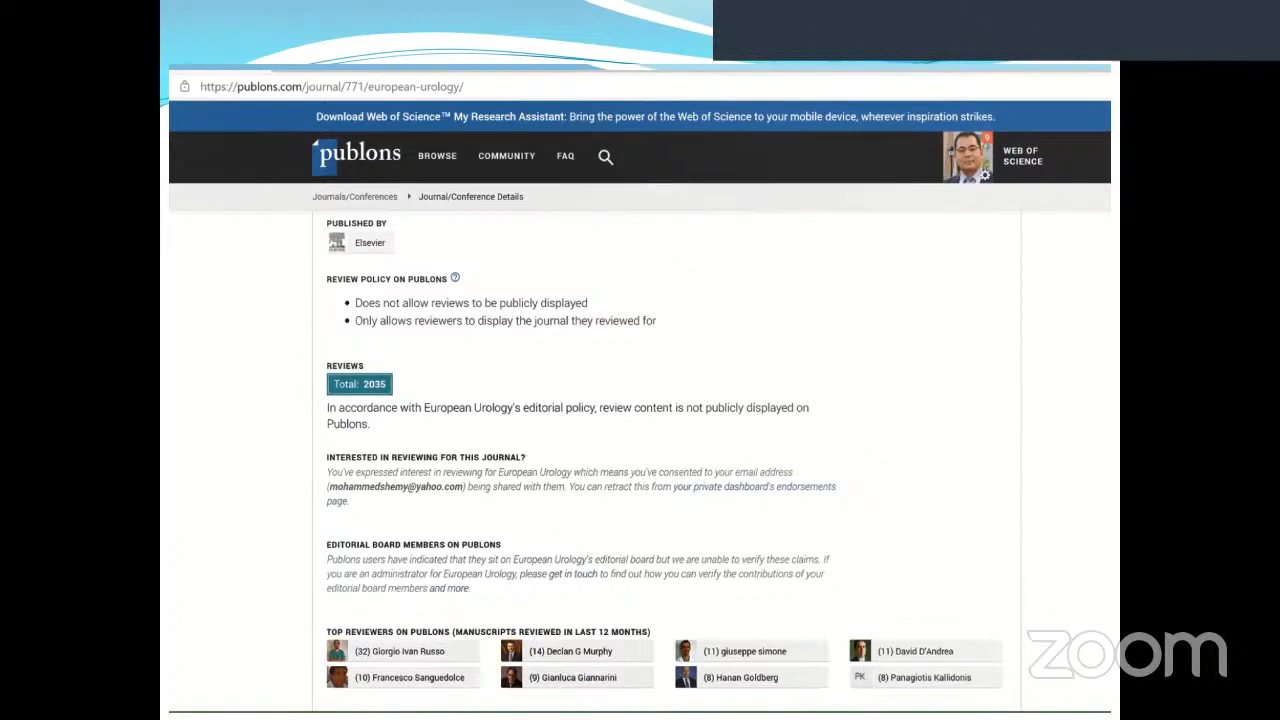 https://publons.com/journal/771/european-urology/
Download Web of Science™ My Research Assistant: Bring the power of the Web of Science to your mobile device, wherever inspiration strikes.
publons BROWSE COMMUNITY FAQ
9
WEB OF
SCIENCE
Journals/Conferences Journal/Conference Details
PUBLISHED BY
Elsevier
REVIEW POLICY ON PUBLONS
• Does not allow reviews to be publicly displayed
• Only allows reviewers to display the journal they reviewed for
REVIEWS
Total: 2035
In accordance with European Urology's editorial policy, review content is not publicly displayed on
Publons.
INTERESTED IN REVIEWING FOR THIS JOURNAL?
You've expressed interest in reviewing for European Urology which means you've consented to your email address
(mohammedshemy@yahoo.com) being shared with them. You can retract this from your private dashboard's endorsements
page.
EDITORIAL BOARD MEMBERS ON PUBLONS
Publons users have indicated that they sit on European Urology's editorial board but we are unable to verify these claims. If
you are an administrator for European Urology, please get in touch to find out how you can verify the contributions of your
editorial board members and more.
TOP REVIEWERS ON PUBLONS (MANUSCRIPTS REVIEWED IN LAST 12 MONTHS)
(32) Giorgio Ivan Russo (14) Declan G Murphy (11) giuseppe simone (11) David D'Andrea
(10) Francesco Sanguedolce (9) Gianluca Giannarini (8) Hanan Goldberg PK (8) Panagiotis Kallidonis
zoom